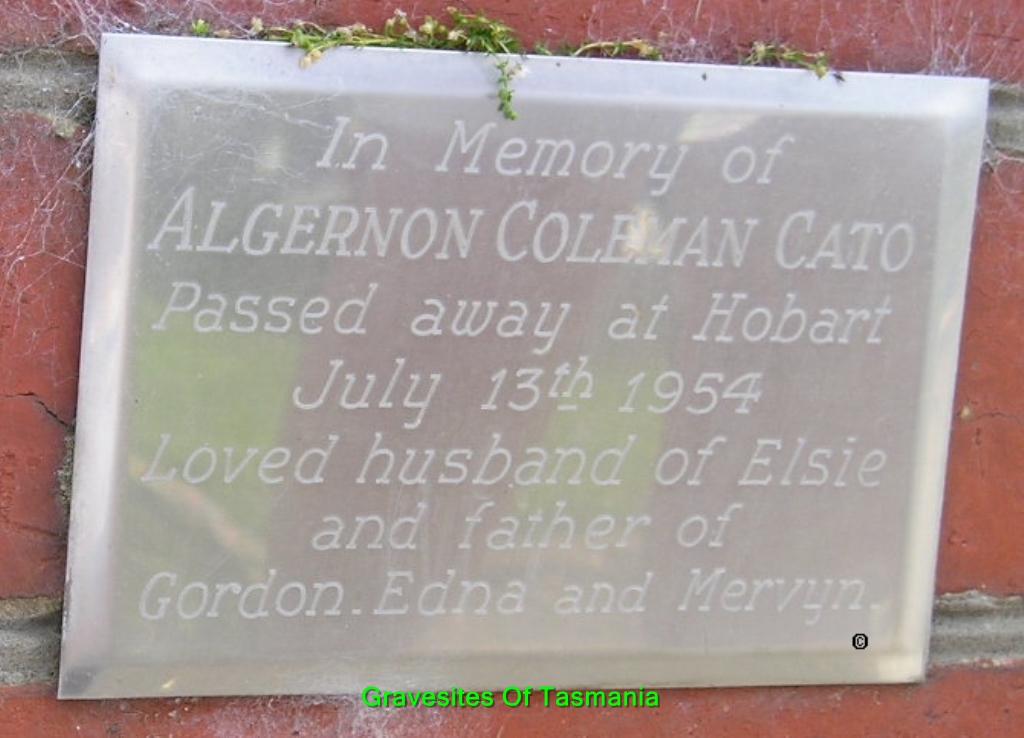 In Memory of
ALGERNON COLEMAN CATO
Passed away at Hobart
July 13th 1954
Loved husband of Elsie
and father of
Gordon. Edna and Mervyn.
©
Gravesites Of Tasmania